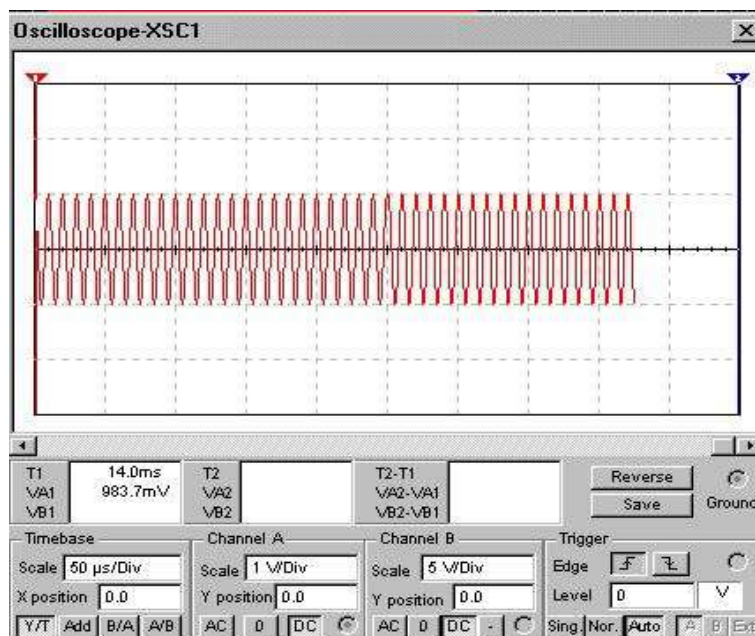 Oscilloscope-XSC1
1 2
T1 14.0ms T2 T2-T1 Reverse
VA1 983.7mV VA2 VA2-VA1
VB1 VB2 VB2-VB1 Save Ground
Timebase Channel A Channel B Trigger
Scale 50 µs/Div Scale 1 V/Div Scale 5 V/Div Edge
X position 0.0 Y position 0.0 Y position 0.0 Level 0 V
Y/T Add B/A A/B AC 0 DC AC 0 DC - Sing. Nor. Auto A B Ext